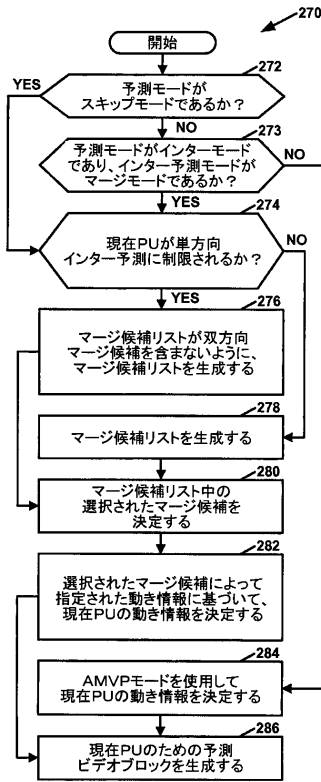 270
開始
272
YES
予測モードが
スキップモードであるか?
NO
273
予測モードがインターモード
であり、インター予測モードが
マージモードであるか?
NO
YES
274
現在PUが単方向
インター予測に制限されるか?
NO
YES
276
マージ候補リストが双方向
マージ候補を含まないように、
マージ候補リストを生成する
278
マージ候補リストを生成する
280
マージ候補リスト中の
選択されたマージ候補を
決定する
282
選択されたマージ候補によって
指定された動き情報に基づいて、
現在PUの動き情報を決定する
284
AMVPモードを使用して
現在PUの動き情報を決定する
286
現在PUのための予測
ビデオブロックを生成する